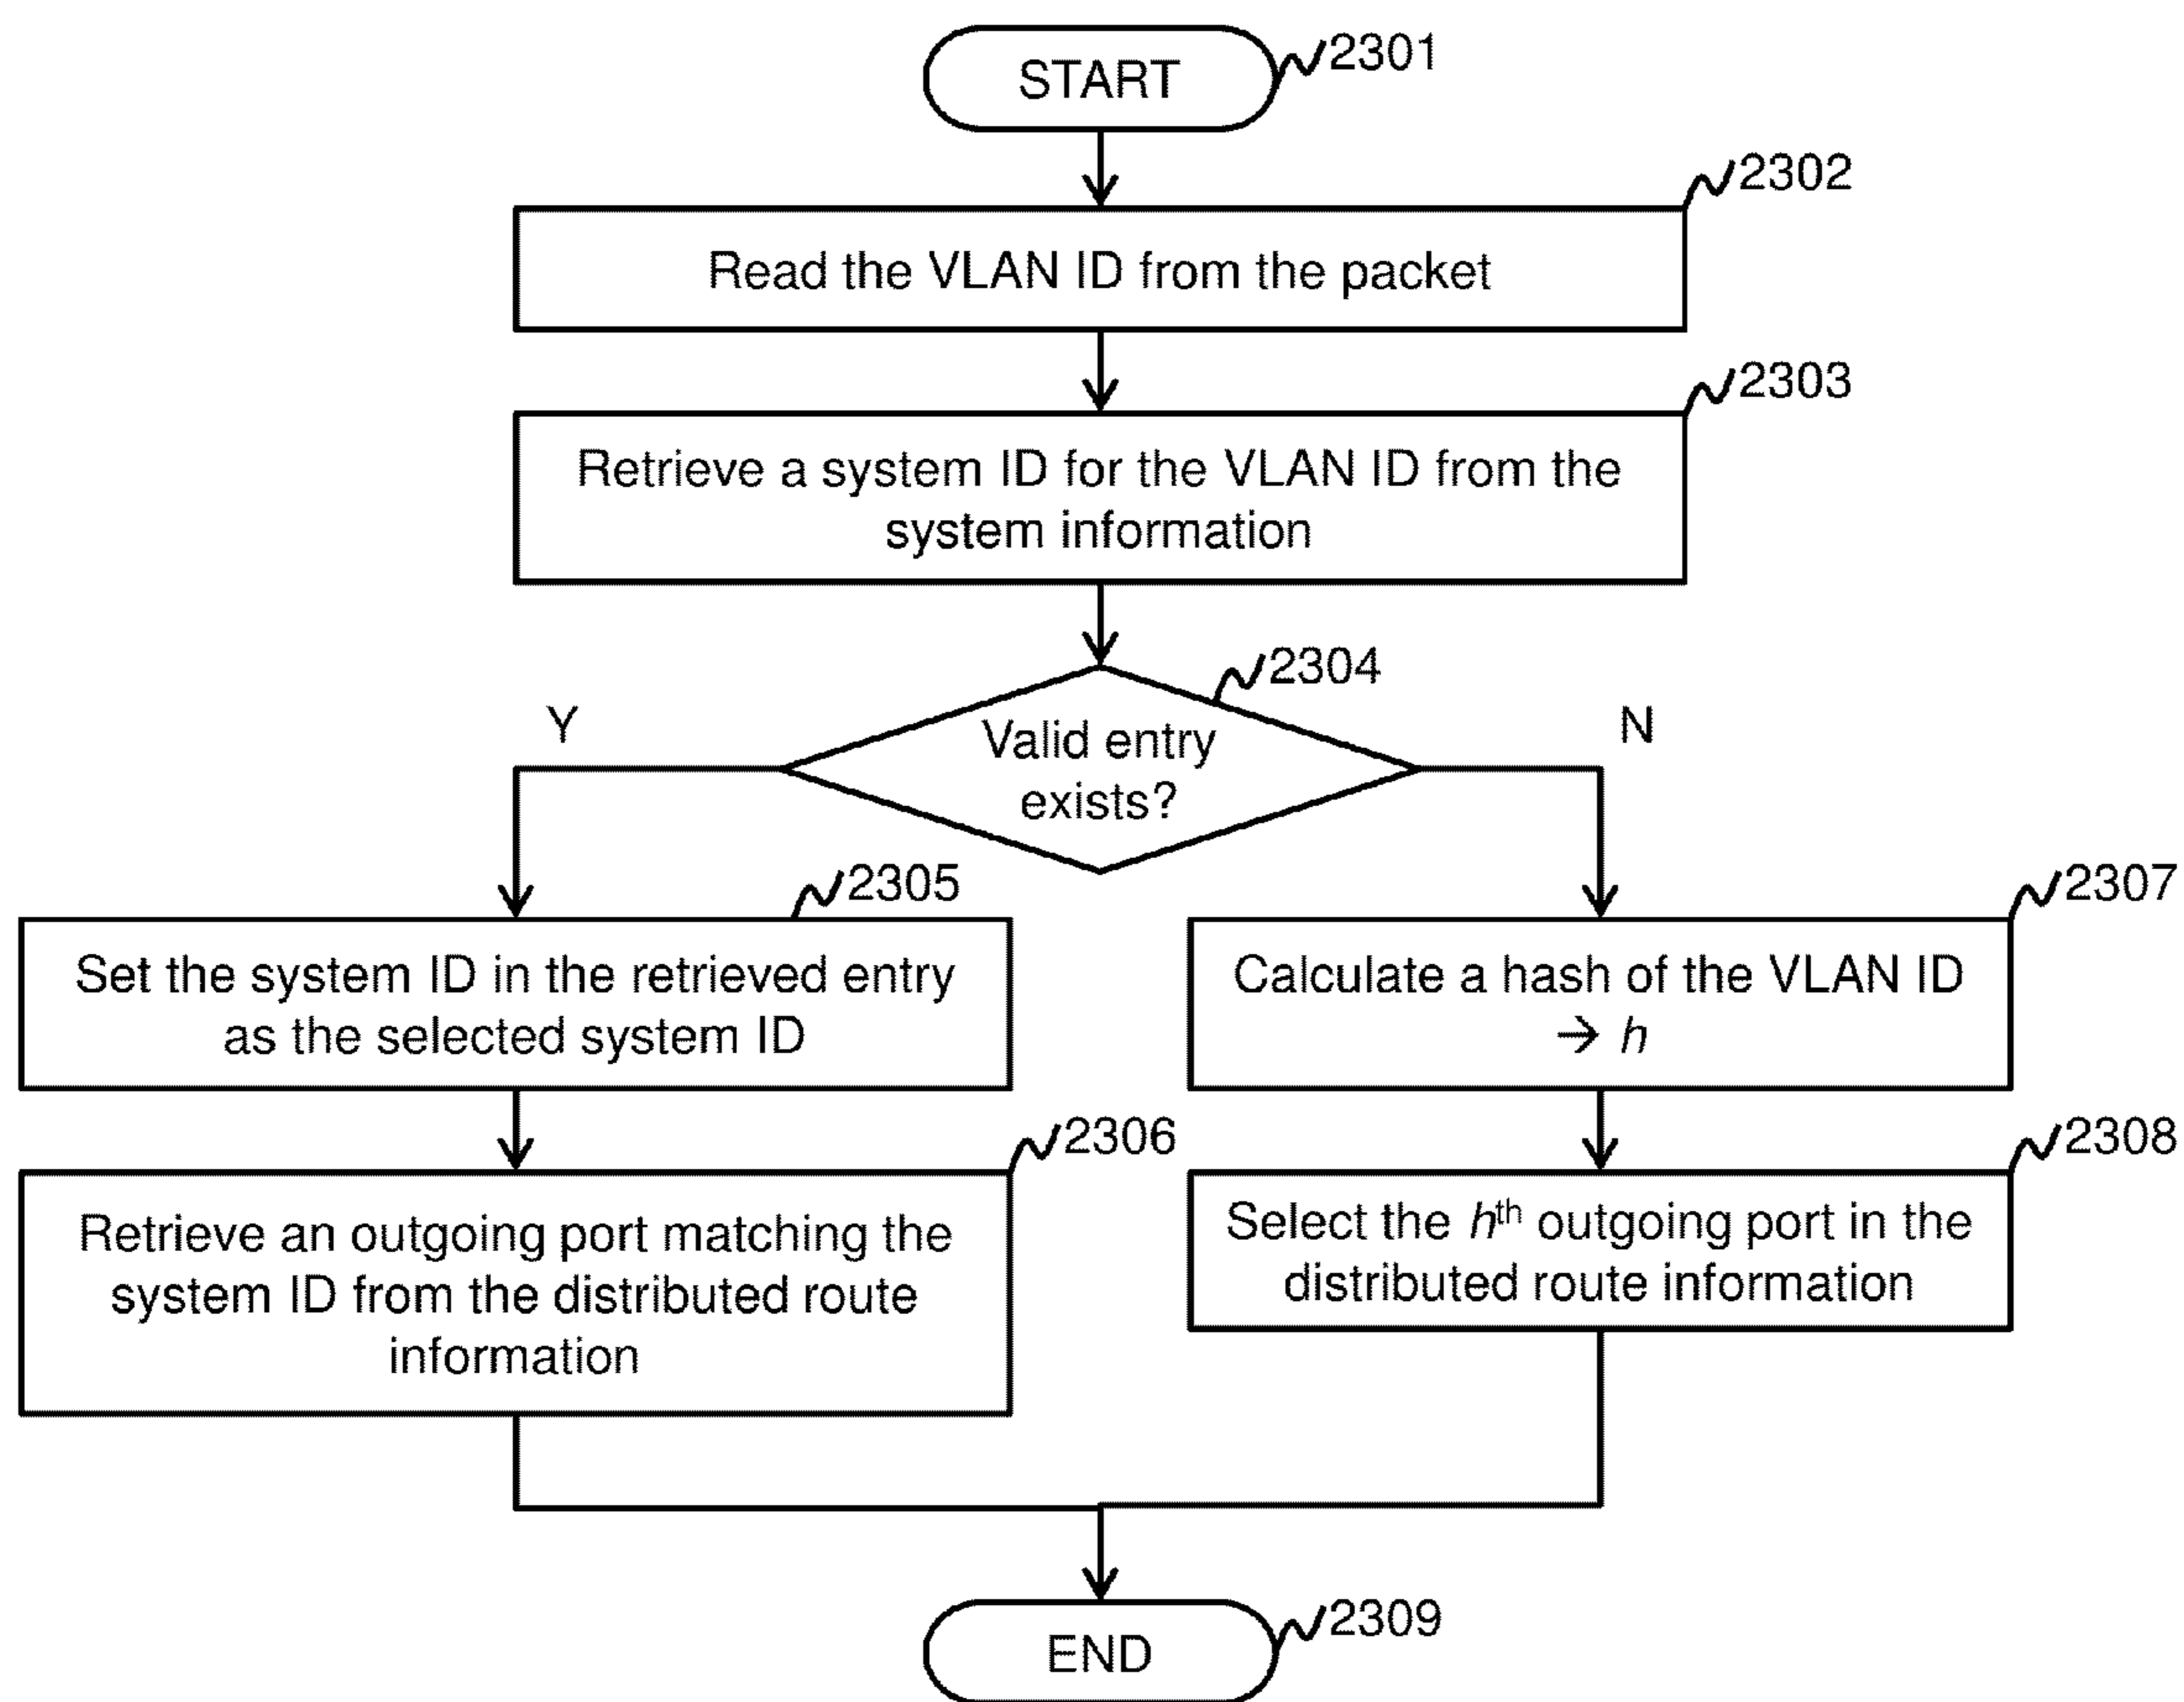 START
2301
2302
Read the VLAN ID from the packet
2303
Retrieve a system ID for the VLAN ID from the
system information
2304
Valid entry
exists?
Y
N
2305
Set the system ID in the retrieved entry
as the selected system ID
2307
Calculate a hash of the VLAN ID
→ h
2306
Retrieve an outgoing port matching the
system ID from the distributed route
information
2308
Select the hth outgoing port in the
distributed route information
2309
END